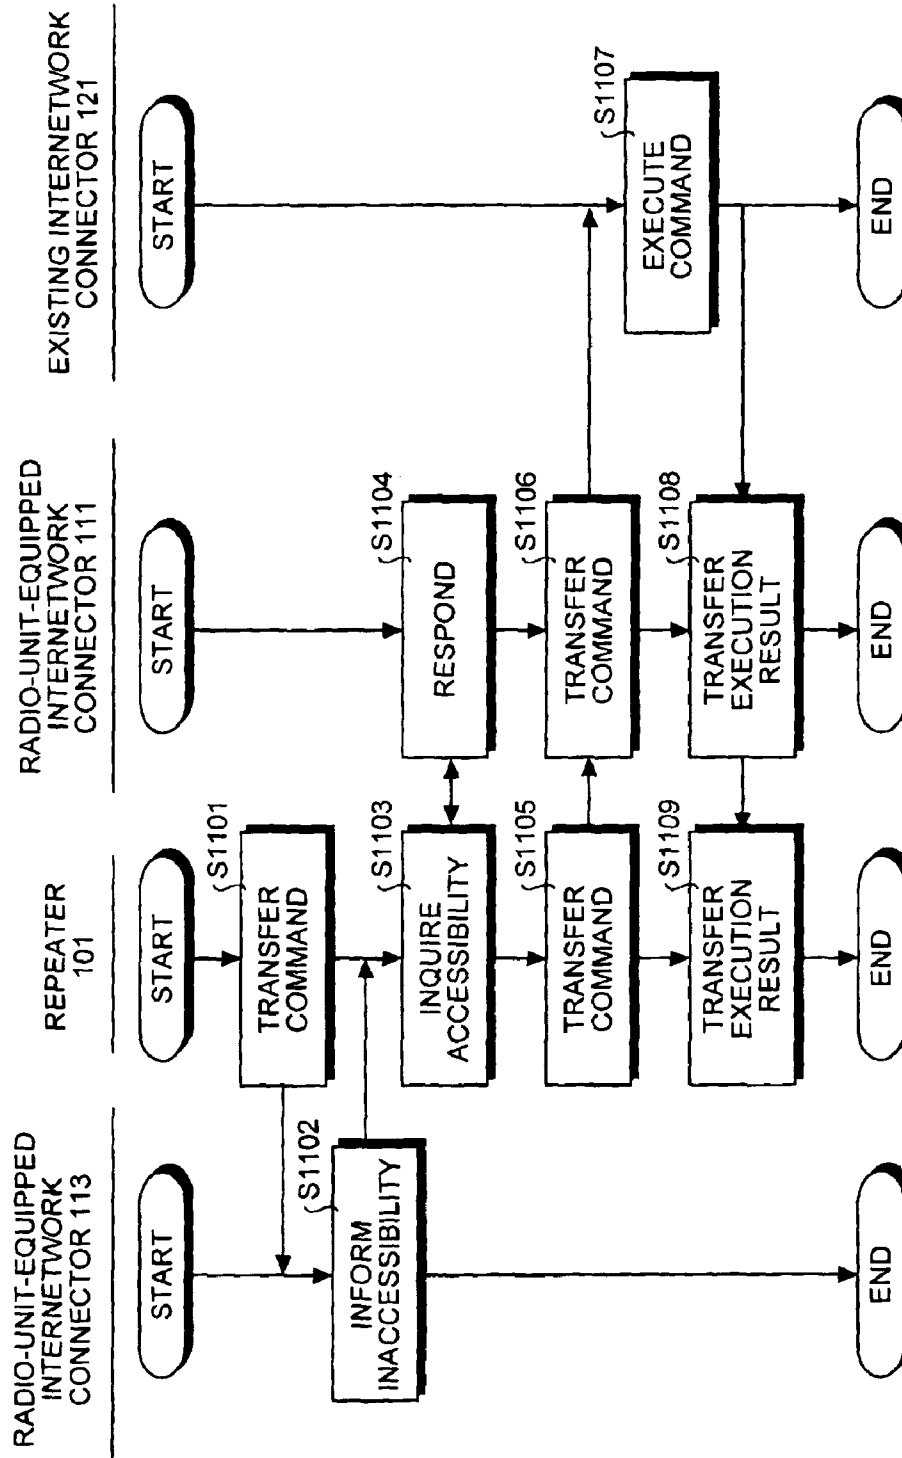 RADIO-UNIT-EQUIPPED
INTERNETWORK
CONNECTOR 113
REPEATER
101
RADIO-UNIT-EQUIPPED
INTERNETWORK
CONNECTOR 111
EXISTING INTERNETWORK
CONNECTOR 121
START
START
START
START
S1101
TRANSFER
COMMAND
S1102
INFORM
INACCESSIBILITY
S1103
INQUIRE
ACCESSIBILITY
S1104
RESPOND
S1105
TRANSFER
COMMAND
S1106
TRANSFER
COMMAND
S1107
EXECUTE
COMMAND
S1108
TRANSFER
EXECUTION
RESULT
S1109
TRANSFER
EXECUTION
RESULT
END
END
END
END